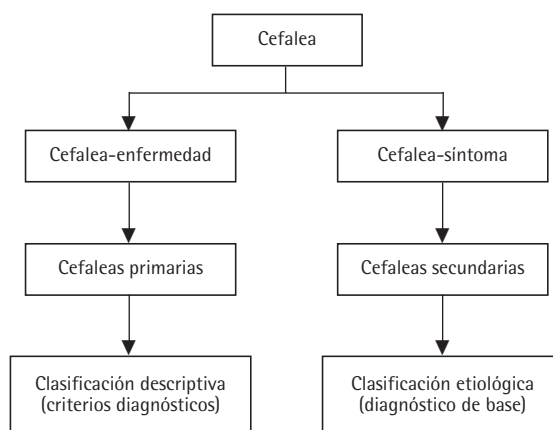 Cefalea
Cefalea-enfermedad
Cefalea-síntoma
Cefaleas primarias
Cefaleas secundarias
Clasificación descriptiva
(criterios diagnósticos)
Clasificación etiológica
(diagnóstico de base)